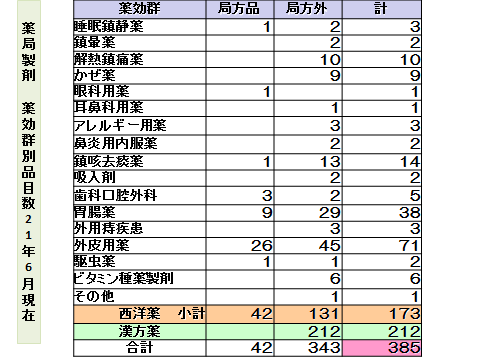 薬局製剤 薬効群別品目数21年6月現在
薬効群 局方品 局方外 計
睡眠鎮静薬 1 2 3
鎮暈薬 2 2
解熱鎮痛薬 10 10
かぜ薬 9 9
眼科用薬 1 1
耳鼻科用薬 1 1
アレルギー用薬 3 3
鼻炎用内服薬 2 2
鎮咳去痰薬 1 13 14
吸入剤 2 2
歯科口腔外科 3 2 5
胃腸薬 9 29 38
外用痔疾患 3 3
外皮用薬 26 45 71
駆虫薬 1 1 2
ビタミン種薬製剤 6 6
その他 1 1
西洋薬 小計 42 131 173
漢方薬 212 212
合計 42 343 385